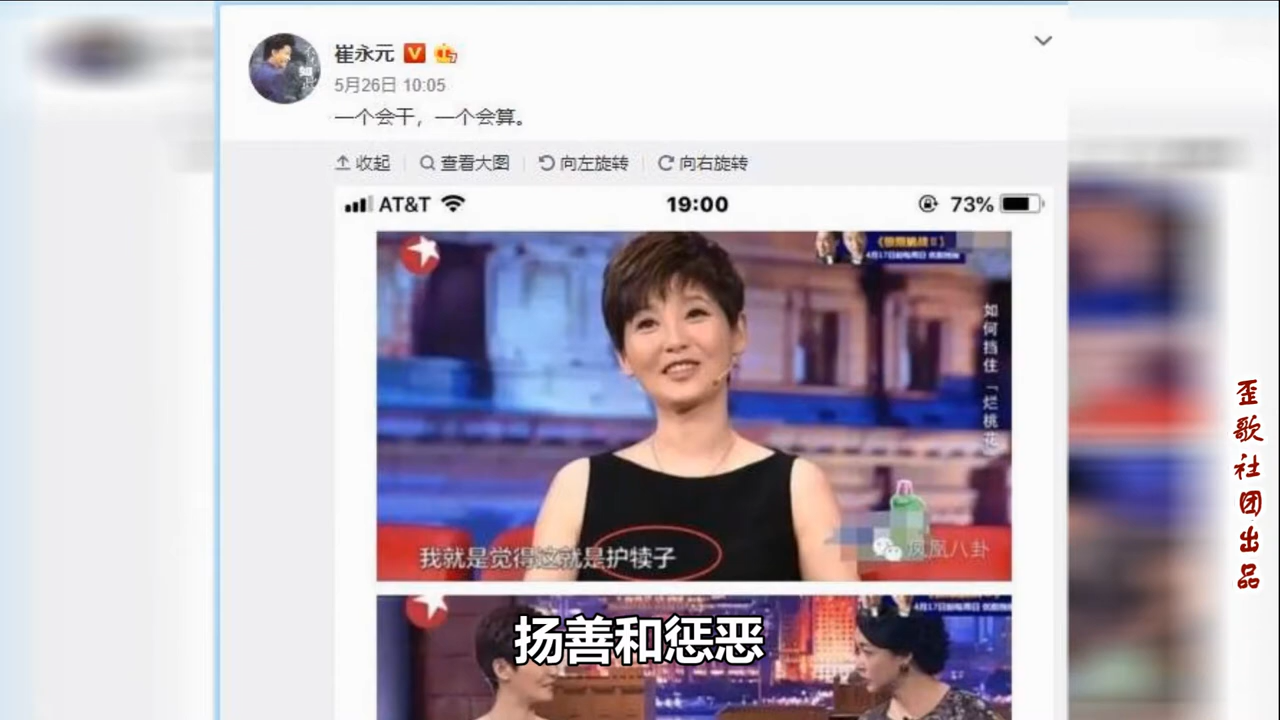 崔永元
5月26日 10:05
一个会干，一个会算。
收起
查看大图
向左旋转
向右旋转
AT&T
19:00
73%
如何挡住「烂桃花」
我就是觉得这就是护犊子
凤凰八卦
扬善和惩恶
歪歌社团出品